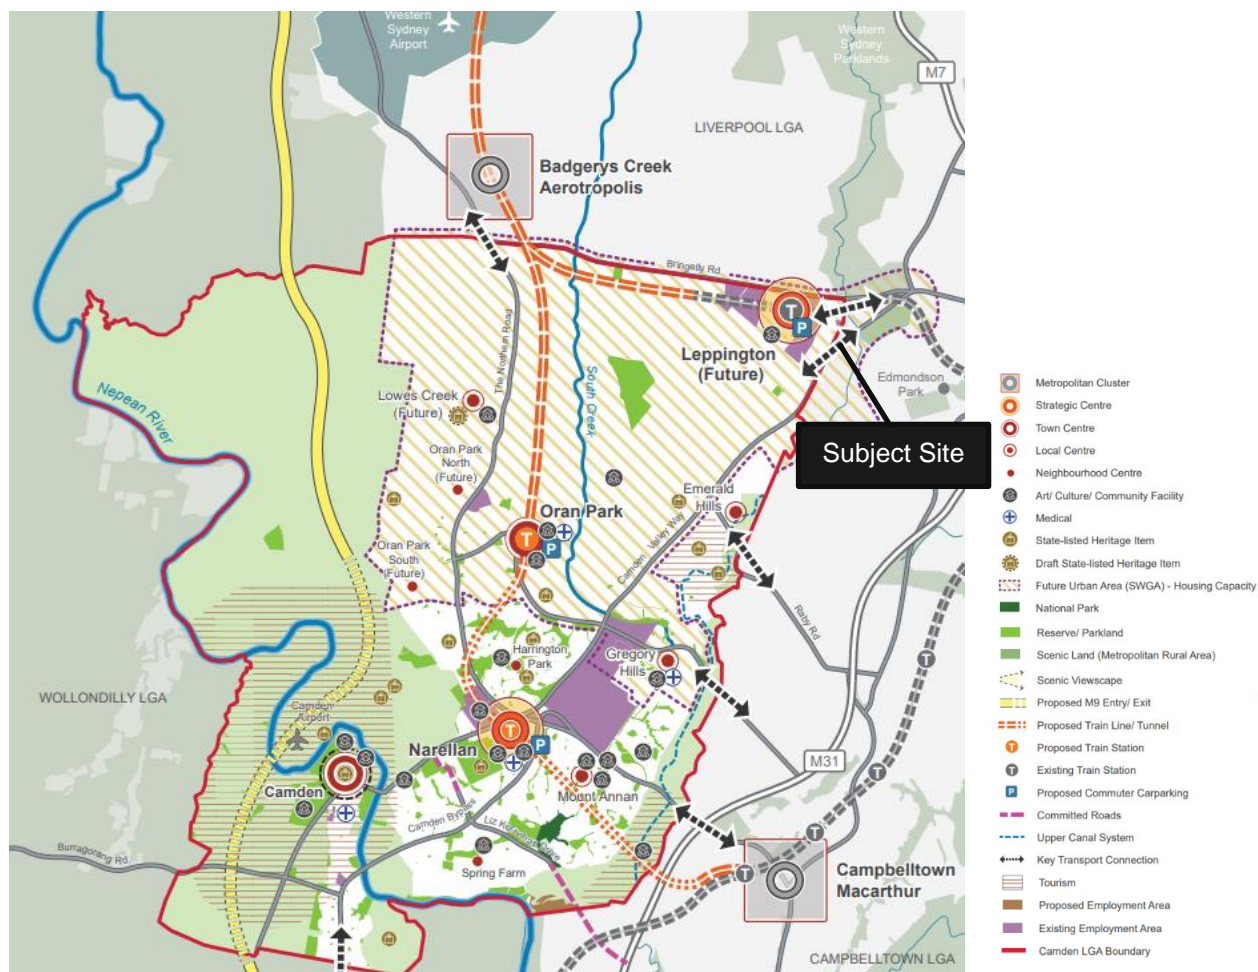 Western
Sydney
Airport
Western
Sydney
Parklands
M7
LIVERPOOL LGA
Badgerys Creek
Aerotropolis
Bringelly Rd
T
P
Leppington
(Future)
Edmondson
Park
The Northern Road
South Creek
Nepean River
Lowes Creek
(Future)
Subject Site
Oran Park
North
(Future)
Emerald
Hills
Oran Park
T
P
Camden Valley Way
Oran Park
South
(Future)
Raby Rd
Harrington
Park
Gregory
Hills
WOLLONDILLY LGA
Camden
Airport
T
P
Narellan
M31
Camden
Mount Annan
Camden Bypass
Liz Kernohan Drive
Burragorang Rd
Spring Farm
T
T
T
T
T
Campbelltown
Macarthur
CAMPBELLTOWN LGA
Metropolitan Cluster
Strategic Centre
Town Centre
Local Centre
Neighbourhood Centre
Art/ Culture/ Community Facility
Medical
State-listed Heritage Item
Draft State-listed Heritage Item
Future Urban Area (SWGA) - Housing Capacity
National Park
Reserve/ Parkland
Scenic Land (Metropolitan Rural Area)
Scenic Viewscape
Proposed M9 Entry/ Exit
Proposed Train Line/ Tunnel
T Proposed Train Station
T Existing Train Station
P Proposed Commuter Carparking
Committed Roads
Upper Canal System
Key Transport Connection
Tourism
Proposed Employment Area
Existing Employment Area
Camden LGA Boundary